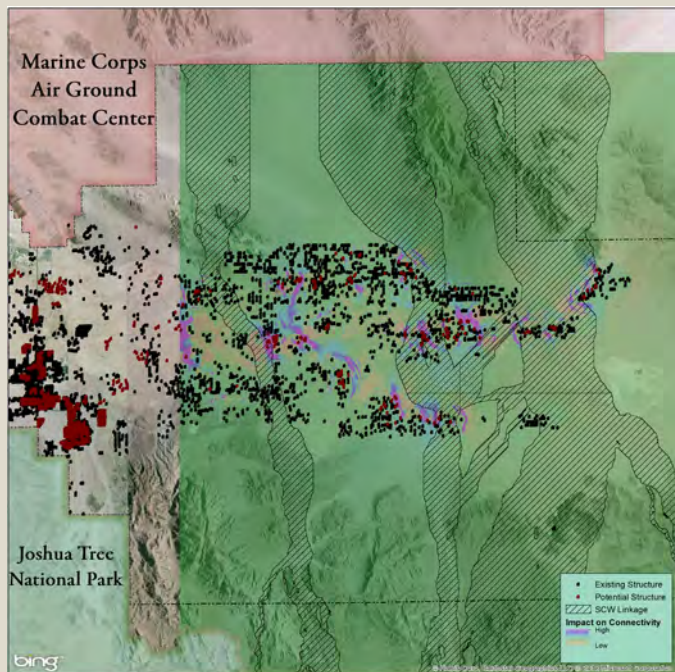 Marine Corps
Air Ground
Combat Center
Joshua Tree
National Park
Existing Structure
Potential Structure
SCW Linkage
Impact on Connectivity
High
Low
bing